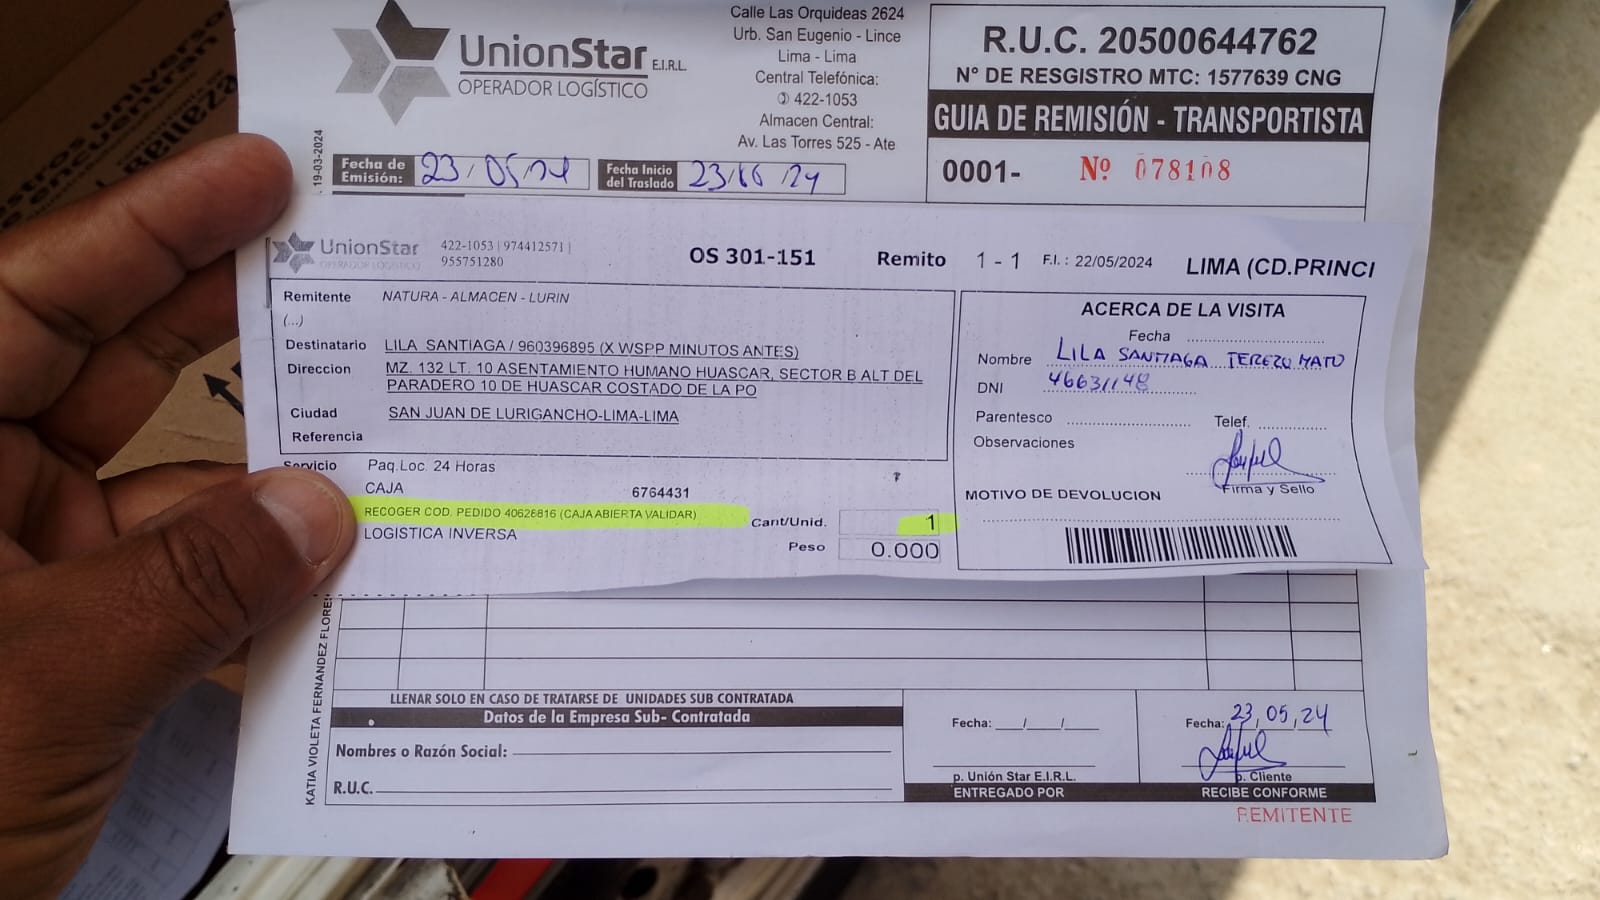 UnionStar E.I.R.L.
OPERADOR LOGÍSTICO
Calle Las Orquideas 2624
Urb. San Eugenio - Lince
Lima - Lima
Central Telefónica:
422-1053
Almacen Central:
Av. Las Torres 525 - Ate
R.U.C. 20500644762
N° DE RESGISTRO MTC: 1577639 CNG
GUIA DE REMISIÓN - TRANSPORTISTA
0001- Nº 078108
19-03-2024
Fecha de Emisión: 23/05/24
Fecha Inicio del Traslado 23/05/24
UnionStar
OPERADOR LOGISTICO
422-1053 | 974412571 |
955751280
OS 301-151 Remito 1 - 1 F.I. : 22/05/2024 LIMA (CD.PRINCI
Remitente NATURA - ALMACEN - LURIN
(...)
Destinatario LILA SANTIAGA / 960396895 (X WSPP MINUTOS ANTES)
Direccion MZ. 132 LT. 10 ASENTAMIENTO HUMANO HUASCAR, SECTOR B ALT DEL
PARADERO 10 DE HUASCAR COSTADO DE LA PO
Ciudad SAN JUAN DE LURIGANCHO-LIMA-LIMA
Referencia
ACERCA DE LA VISITA
Fecha
Nombre LILA SANTIAGA TEREZO MATO
DNI 46631148
Parentesco Telef.
Observaciones
Firma y Sello
MOTIVO DE DEVOLUCION
Servicio Paq.Loc. 24 Horas
CAJA 6764431
RECOGER COD. PEDIDO 40626816 (CAJA ABIERTA VALIDAR)
LOGISTICA INVERSA
Cant/Unid. 1
Peso 0.000
KATIA VIOLETA FERNANDEZ FLORES
LLENAR SOLO EN CASO DE TRATARSE DE UNIDADES SUB CONTRATADA
Datos de la Empresa Sub- Contratada
Nombres o Razón Social:
R.U.C.
Fecha: __/__/__
p. Unión Star E.I.R.L.
ENTREGADO POR
Fecha: 23,05,24
p. Cliente
RECIBE CONFORME
REMITENTE